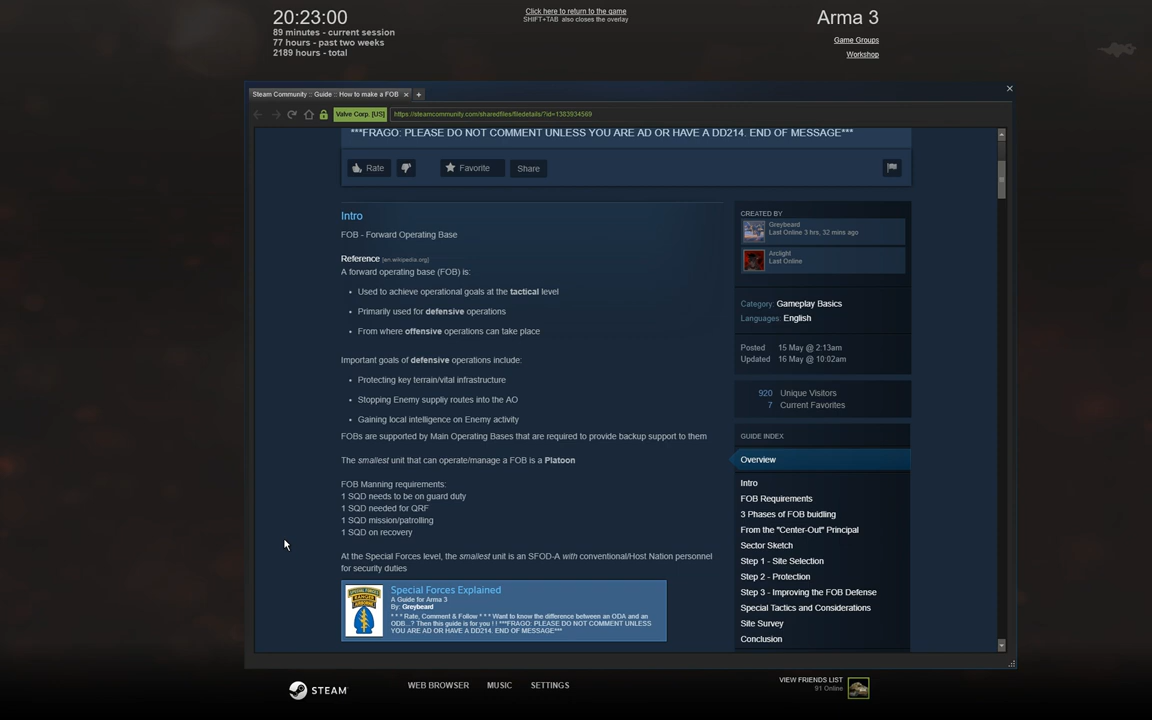 20:23:00
89 minutes - current session
77 hours - past two weeks
2189 hours - total
Click here to return to the game
SHIFT+TAB also closes the overlay
Arma 3
Game Groups
Workshop
Steam Community :: Guide :: How to make a FOB × +
Valve Corp. [US] https://steamcommunity.com/sharedfiles/filedetails/?id=1383934569
***FRAGO: PLEASE DO NOT COMMENT UNLESS YOU ARE AD OR HAVE A DD214. END OF MESSAGE***
Rate Favorite Share
Intro
FOB - Forward Operating Base
Reference [en.wikipedia.org]
A forward operating base (FOB) is:
• Used to achieve operational goals at the tactical level
• Primarily used for defensive operations
• From where offensive operations can take place
Important goals of defensive operations include:
• Protecting key terrain/vital infrastructure
• Stopping Enemy suppliy routes into the AO
• Gaining local intelligence on Enemy activity
FOBs are supported by Main Operating Bases that are required to provide backup support to them
The smallest unit that can operate/manage a FOB is a Platoon
FOB Manning requirements:
1 SQD needs to be on guard duty
1 SQD needed for QRF
1 SQD mission/patrolling
1 SQD on recovery
At the Special Forces level, the smallest unit is an SFOD-A with conventional/Host Nation personnel
for security duties
Special Forces Explained
A Guide for Arma 3
By: Greybeard
* * * Rate, Comment & Follow * * * Want to know the difference between an ODA and an
ODB...? Then this guide is for you ! ! ***FRAGO: PLEASE DO NOT COMMENT UNLESS
YOU ARE AD OR HAVE A DD214. END OF MESSAGE***
CREATED BY
Greybeard
Last Online 3 hrs, 32 mins ago
Arclight
Last Online
Category: Gameplay Basics
Languages: English
Posted 15 May @ 2:13am
Updated 16 May @ 10:02am
920 Unique Visitors
7 Current Favorites
GUIDE INDEX
Overview
Intro
FOB Requirements
3 Phases of FOB buidling
From the "Center-Out" Principal
Sector Sketch
Step 1 - Site Selection
Step 2 - Protection
Step 3 - Improving the FOB Defense
Special Tactics and Considerations
Site Survey
Conclusion
STEAM
WEB BROWSER MUSIC SETTINGS
VIEW FRIENDS LIST
91 Online